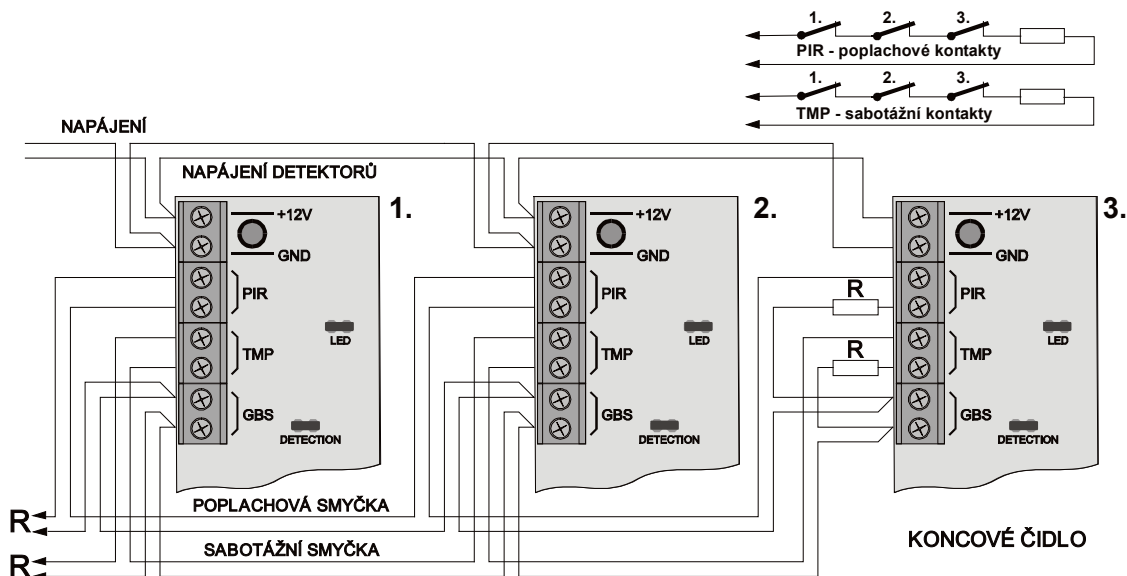 1. 2. 3.
PIR - poplachové kontakty
1. 2. 3.
TMP - sabotážní kontakty
NAPÁJENÍ
NAPÁJENÍ DETEKTORŮ
1.
+12V
GND
PIR
LED
TMP
GBS
DETECTION
2.
+12V
GND
PIR
LED
TMP
GBS
DETECTION
3.
+12V
GND
R
PIR
LED
R
TMP
GBS
DETECTION
POPLACHOVÁ SMYČKA
R
SABOTÁŽNÍ SMYČKA
R
KONCOVÉ ČIDLO